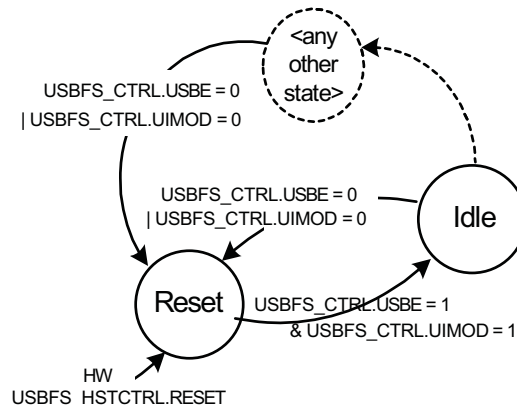 <any
other
state>
USBFS_CTRL.USBE = 0
| USBFS_CTRL.UIMOD = 0
USBFS_CTRL.USBE = 0
| USBFS_CTRL.UIMOD = 0
Idle
Reset
USBFS_CTRL.USBE = 1
& USBFS_CTRL.UIMOD = 1
HW
USBFS_HSTCTRL.RESET